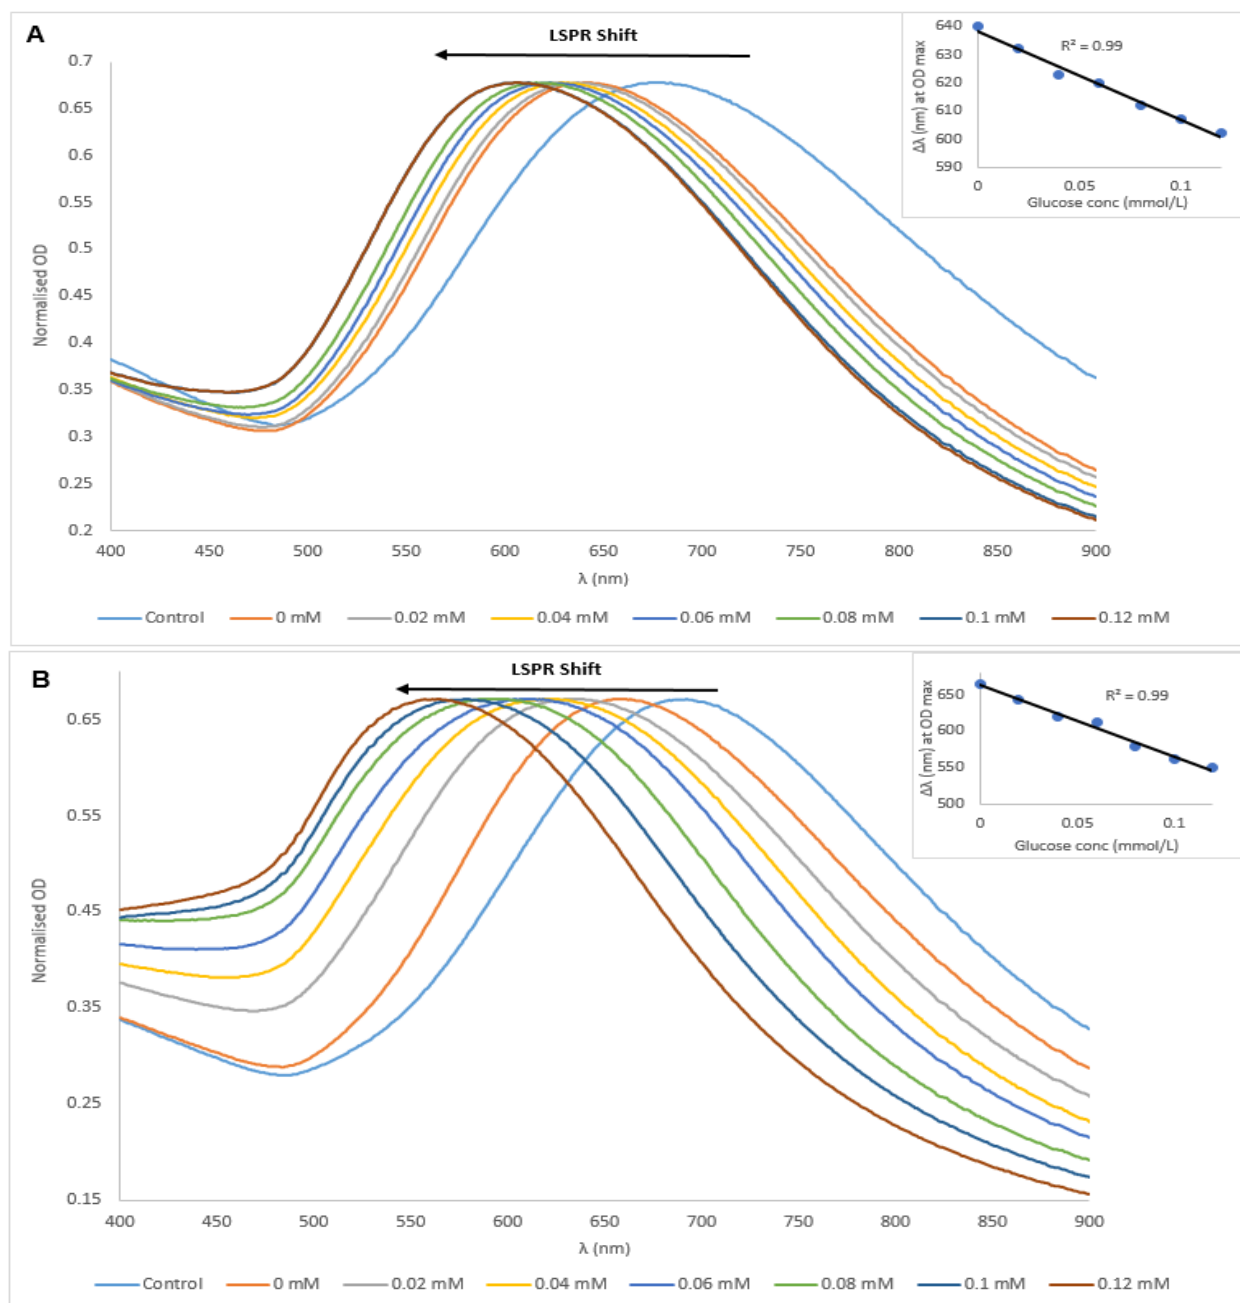 A
LSPR Shift
Normalised OD
0.7
0.65
0.6
0.55
0.5
0.45
0.4
0.35
0.3
0.25
0.2
400 450 500 550 600 650 700 750 800 850 900
λ (nm)
Δλ (nm) at OD max
640
630
620
610
600
590
R² = 0.99
0 0.05 0.1
Glucose conc (mmol/L)
Control 0 mM 0.02 mM 0.04 mM 0.06 mM 0.08 mM 0.1 mM 0.12 mM
B
LSPR Shift
Normalised OD
0.65
0.55
0.45
0.35
0.25
0.15
400 450 500 550 600 650 700 750 800 850 900
λ (nm)
Δλ (nm) at OD max
650
600
550
500
R² = 0.99
0 0.05 0.1
Glucose conc (mmol/L)
Control 0 mM 0.02 mM 0.04 mM 0.06 mM 0.08 mM 0.1 mM 0.12 mM